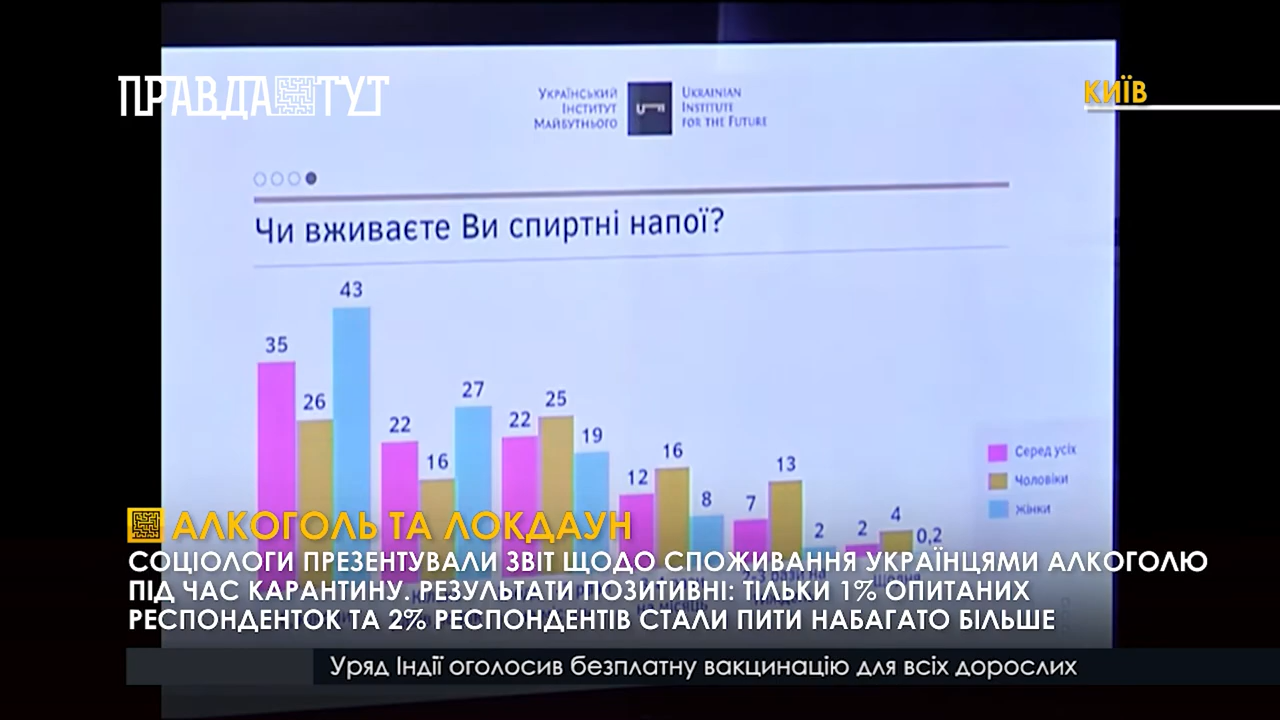 ПРАВДА ТУТ
КИЇВ
УКРАЇНСЬКИЙ
ІНСТИТУТ
МАЙБУТНЬОГО
UKRAINIAN
INSTITUTE
FOR THE FUTURE
Чи вживаєте Ви спиртні напої?
35 26 43
22 16 27
22 25 19
12 16 8
7 13 2
2 4 0,2
Серед усіх
Чоловіки
Жінки
АЛКОГОЛЬ ТА ЛОКДАУН
СОЦІОЛОГИ ПРЕЗЕНТУВАЛИ ЗВІТ ЩОДО СПОЖИВАННЯ УКРАЇНЦЯМИ АЛКОГОЛЮ
ПІД ЧАС КАРАНТИНУ. РЕЗУЛЬТАТИ ПОЗИТИВНІ: ТІЛЬКИ 1% ОПИТАНИХ
РЕСПОНДЕНТОК ТА 2% РЕСПОНДЕНТІВ СТАЛИ ПИТИ НАБАГАТО БІЛЬШЕ
Уряд Індії оголосив безплатну вакцинацію для всіх дорослих